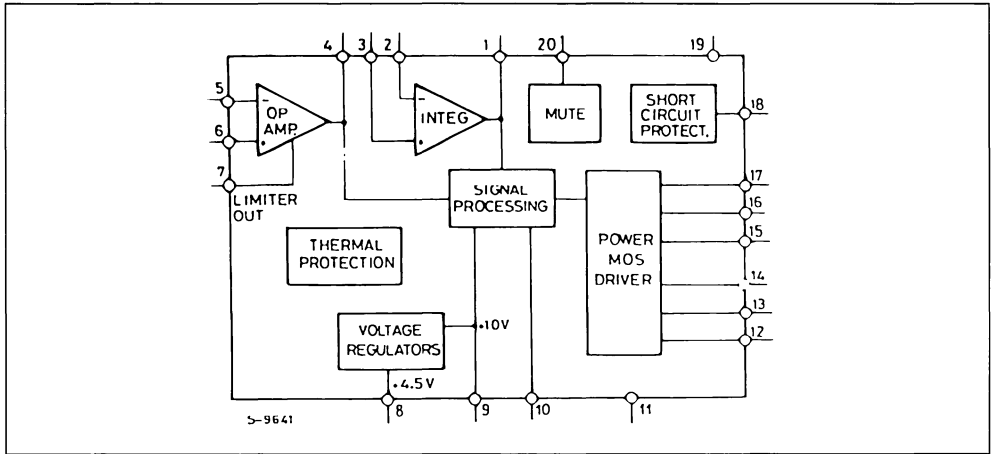 4 3 2 1 20 19
5
6
7
OP
AMP.
INTEG
MUTE
SHORT
CIRCUIT
PROTECT.
18
LIMITER
OUT
SIGNAL
PROCESSING
THERMAL
PROTECTION
POWER
MOS
DRIVER
17
16
15
14
13
12
VOLTAGE
REGULATORS
.10V
.4.5V
8 9 10 11
S-9641